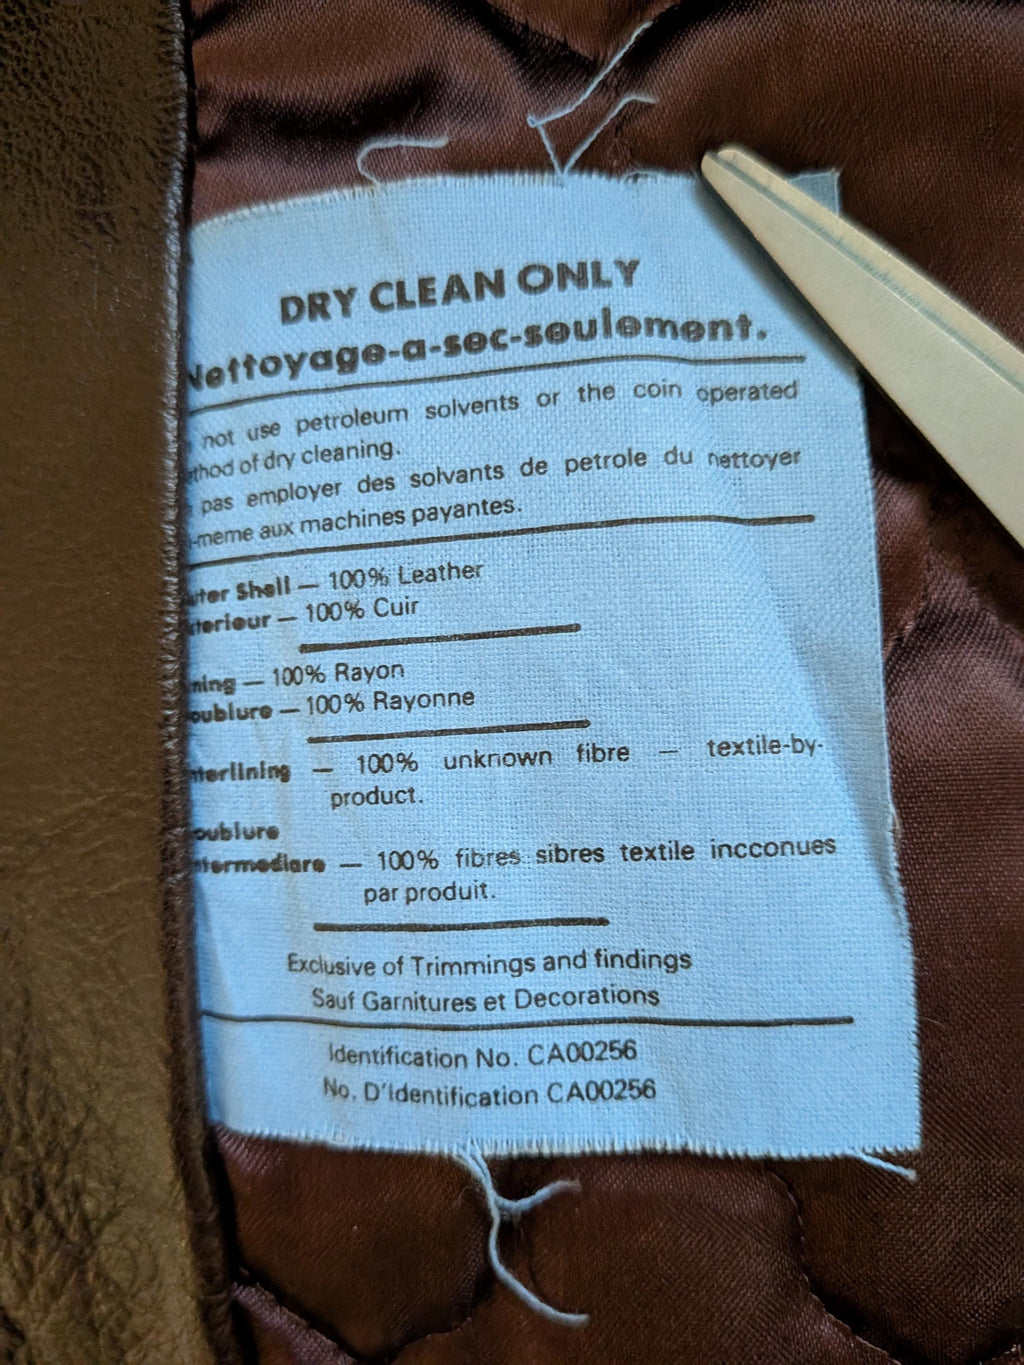 DRY CLEAN ONLY
Nettoyage-a-sec-seulement.
not use petroleum solvents or the coin operated
thod of dry cleaning.
pas employer des solvants de petrole du nettoyer
-meme aux machines payantes.
uter Shell — 100% Leather
xterieur — 100% Cuir
ning — 100% Rayon
oublure — 100% Rayonne
nterlining — 100% unknown fibre — textile-by-
product.
oublure
ntermediare — 100% fibres sibres textile incconues
par produit.
Exclusive of Trimmings and findings
Sauf Garnitures et Decorations
Identification No. CA00256
No. D'Identification CA00256